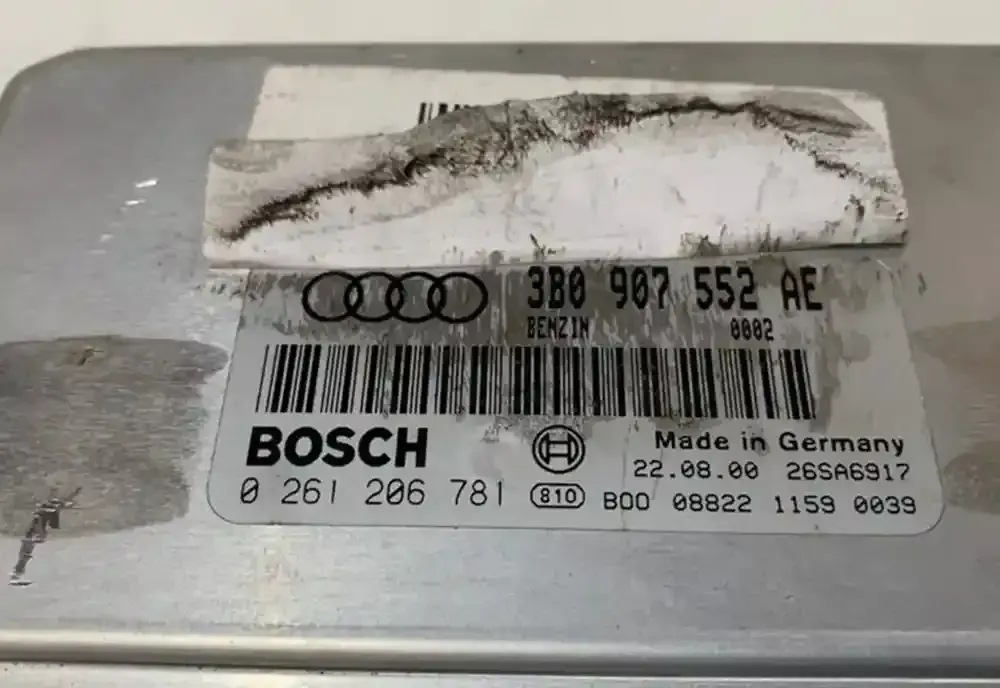 3B0 907 552 AE
BENZIN 0002
BOSCH
Made in Germany
22.08.00 26SA6917
0 261 206 781 810 B00 08822 1159 0039